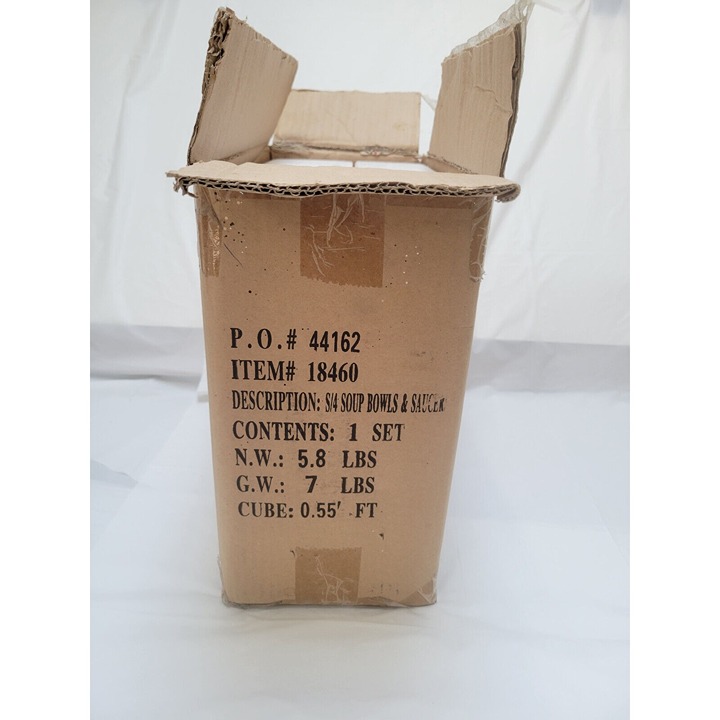 P.O.# 44162
ITEM# 18460
DESCRIPTION: S/4 SOUP BOWLS & SAUCER
CONTENTS: 1 SET
N.W.: 5.8 LBS
G.W.: 7 LBS
CUBE: 0.55' FT